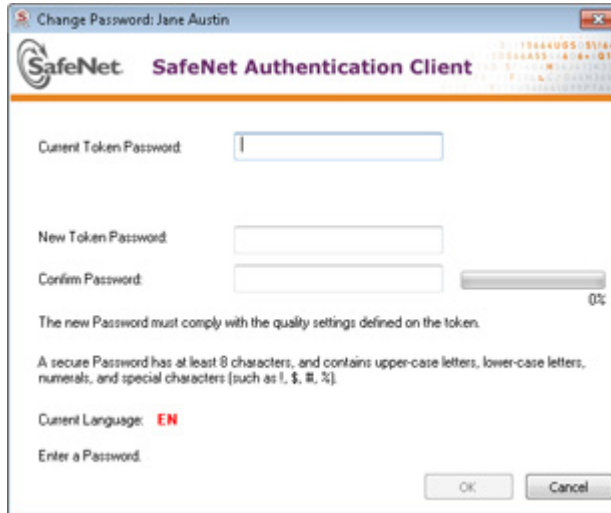 Change Password: Jane Austin
SafeNet. SafeNet Authentication Client
Current Token Password:
New Token Password:
Confirm Password:
0%
The new Password must comply with the quality settings defined on the token.
A secure Password has at least 8 characters, and contains upper-case letters, lower-case letters,
numerals, and special characters (such as !, $, #, %).
Current Language: EN
Enter a Password.
OK Cancel